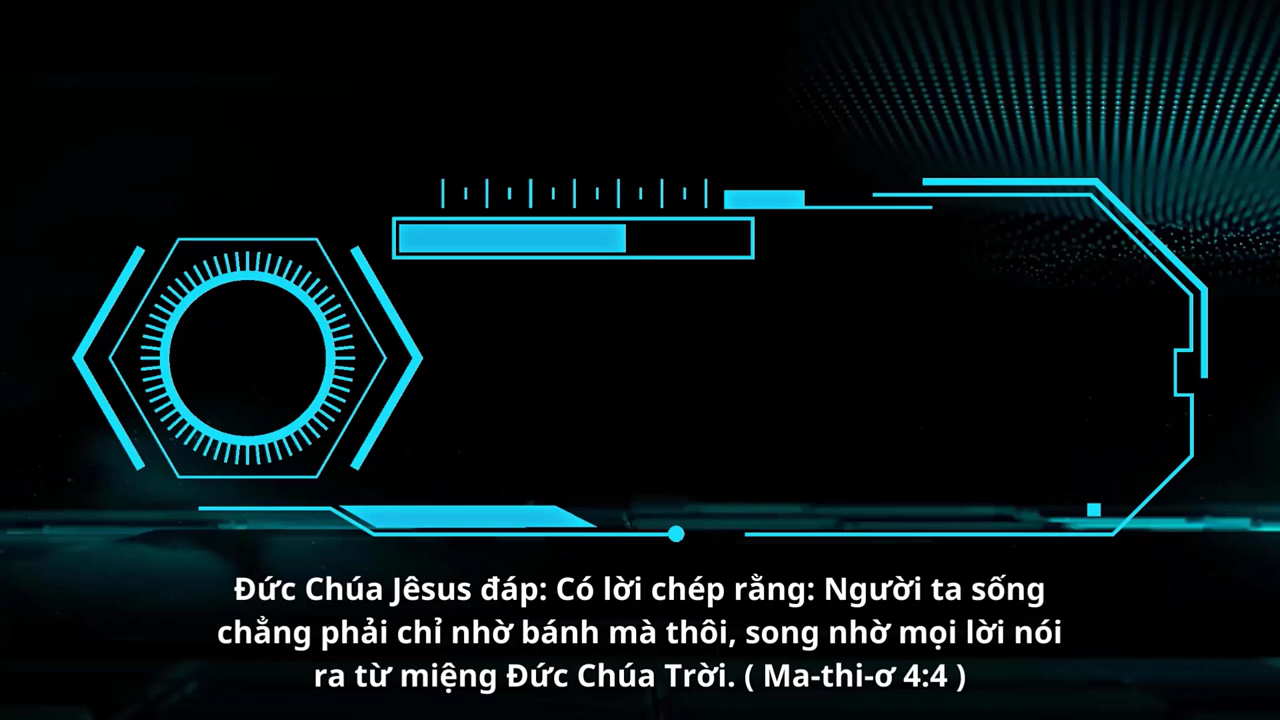 Đức Chúa Jêsus đáp: Có lời chép rằng: Người ta sống
chẳng phải chỉ nhờ bánh mà thôi, song nhờ mọi lời nói
ra từ miệng Đức Chúa Trời. ( Ma-thi-ơ 4:4 )